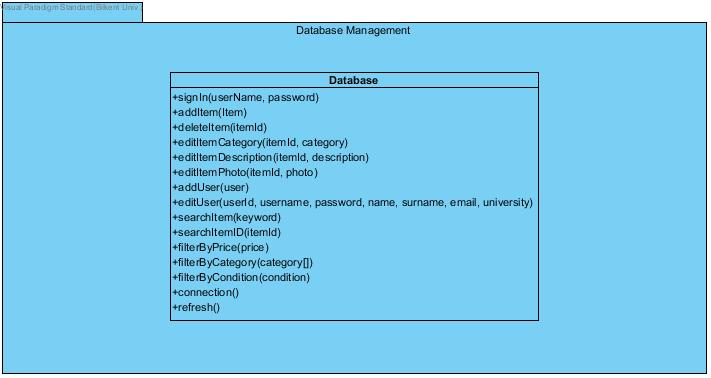 Visual Paradigm Standard(Bilkent Univ.)
Database Management
Database
+signIn(userName, password)
+addItem(Item)
+deleteItem(itemId)
+editItemCategory(itemId, category)
+editItemDescription(itemId, description)
+editItemPhoto(itemId, photo)
+addUser(user)
+editUser(userId, username, password, name, surname, email, university)
+searchItem(keyword)
+searchItemID(itemId)
+filterByPrice(price)
+filterByCategory(category[])
+filterByCondition(condition)
+connection()
+refresh()